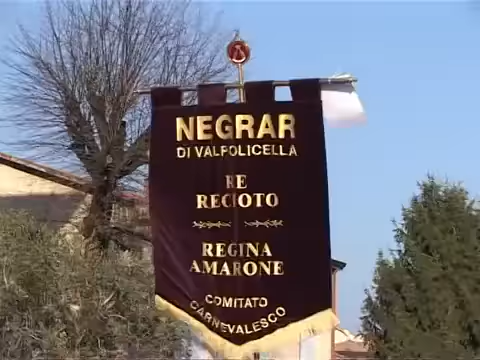 NEGRAR
DI VALPOLICELLA
RE
RECIOTO
REGINA
AMARONE
COMITATO
CARNEVALESCO